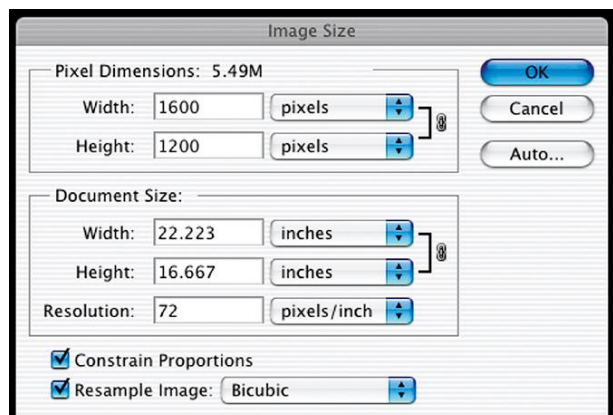 Image Size
Pixel Dimensions: 5.49M
OK
Width: 1600 pixels
Cancel
Height: 1200 pixels
Auto...
Document Size:
Width: 22.223 inches
Height: 16.667 inches
Resolution: 72 pixels/inch
Constrain Proportions
Resample Image: Bicubic